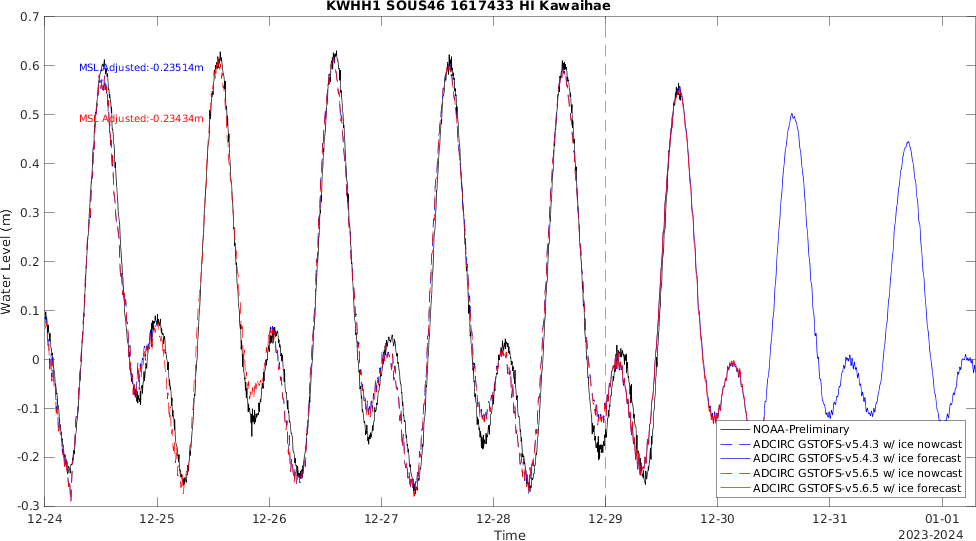 KWHH1 SOUS46 1617433 HI Kawaihae
0.7
0.6
0.5
0.4
0.3
0.2
0.1
0
-0.1
-0.2
-0.3
Water Level (m)
MSL Adjusted:-0.23514m
MSL Adjusted:-0.23434m
NOAA-Preliminary
ADCIRC GSTOFS-v5.4.3 w/ ice nowcast
ADCIRC GSTOFS-v5.4.3 w/ ice forecast
ADCIRC GSTOFS-v5.6.5 w/ ice nowcast
ADCIRC GSTOFS-v5.6.5 w/ ice forecast
12-24 12-25 12-26 12-27 12-28 12-29 12-30 12-31 01-01
Time
2023-2024